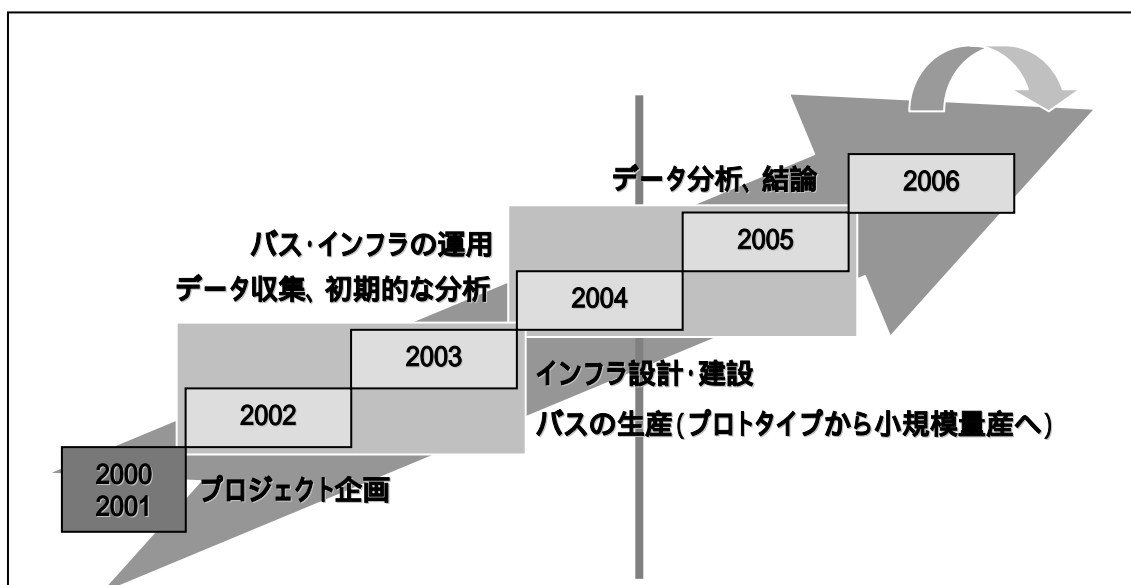 データ分析、結論
2006
バス・インフラの運用
データ収集、初期的な分析
2005
2004
2003
インフラ設計・建設
バスの生産(プロトタイプから小規模量産へ)
2002
2000
2001
プロジェクト企画